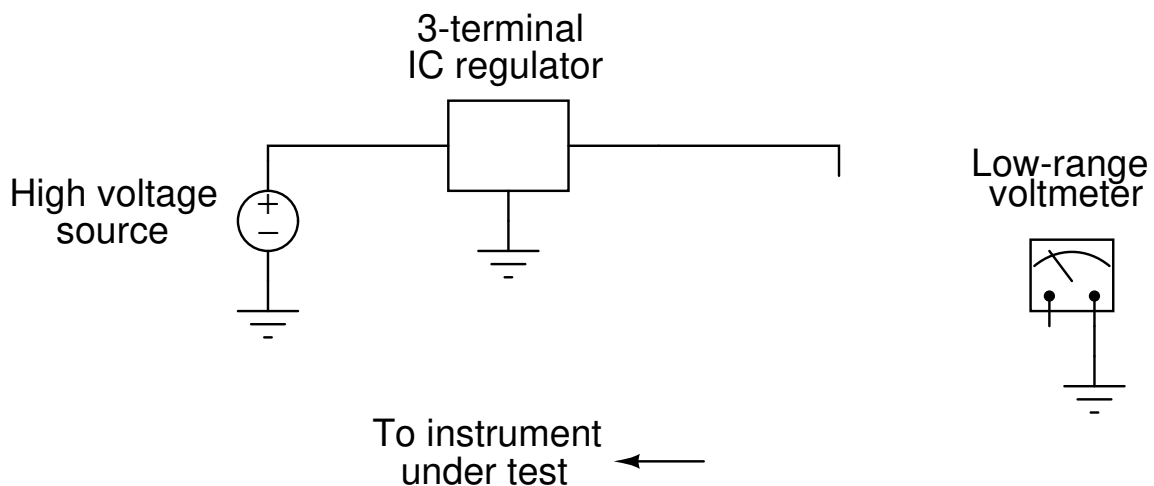 3-terminal
IC regulator
High voltage
source
+
−
Low-range
voltmeter
To instrument
under test